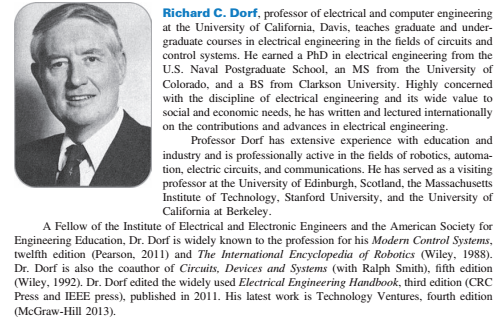 Richard C. Dorf, professor of electrical and computer engineering
at the University of California, Davis, teaches graduate and under-
graduate courses in electrical engineering in the fields of circuits and
control systems. He earned a PhD in electrical engineering from the
U.S. Naval Postgraduate School, an MS from the University of
Colorado, and a BS from Clarkson University. Highly concerned
with the discipline of electrical engineering and its wide value to
social and economic needs, he has written and lectured internationally
on the contributions and advances in electrical engineering.
Professor Dorf has extensive experience with education and
industry and is professionally active in the fields of robotics, automa-
tion, electric circuits, and communications. He has served as a visiting
professor at the University of Edinburgh, Scotland, the Massachusetts
Institute of Technology, Stanford University, and the University of
California at Berkeley.
A Fellow of the Institute of Electrical and Electronic Engineers and the American Society for
Engineering Education, Dr. Dorf is widely known to the profession for his Modern Control Systems,
twelfth edition (Pearson, 2011) and The International Encyclopedia of Robotics (Wiley, 1988).
Dr. Dorf is also the coauthor of Circuits, Devices and Systems (with Ralph Smith), fifth edition
(Wiley, 1992). Dr. Dorf edited the widely used Electrical Engineering Handbook, third edition (CRC
Press and IEEE press), published in 2011. His latest work is Technology Ventures, fourth edition
(McGraw-Hill 2013).